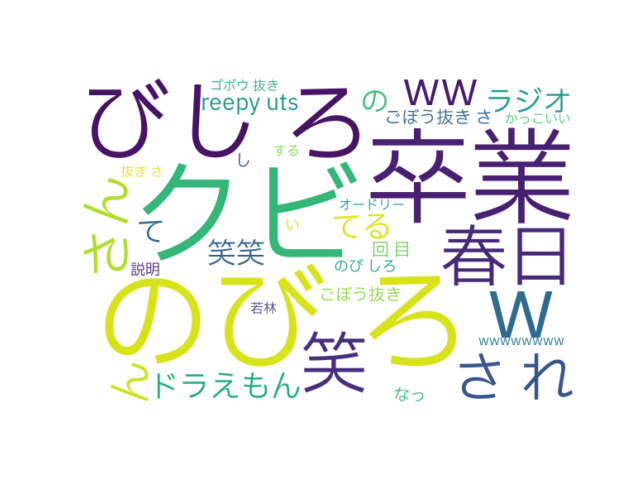 ゴボウ 抜き
びしろ
reepy uts
の
ww
ラジオ
ごぼう抜き さ
かっこいい
卒業
し
する
抜き さ
クビ
さん
て
い
オードリー
てる
笑笑
回 目
春日
説明
のび しろ
ごぼう抜き
若林
のびろ
w
wwwwwwww
笑
され
ん
ドラえもん
なっ